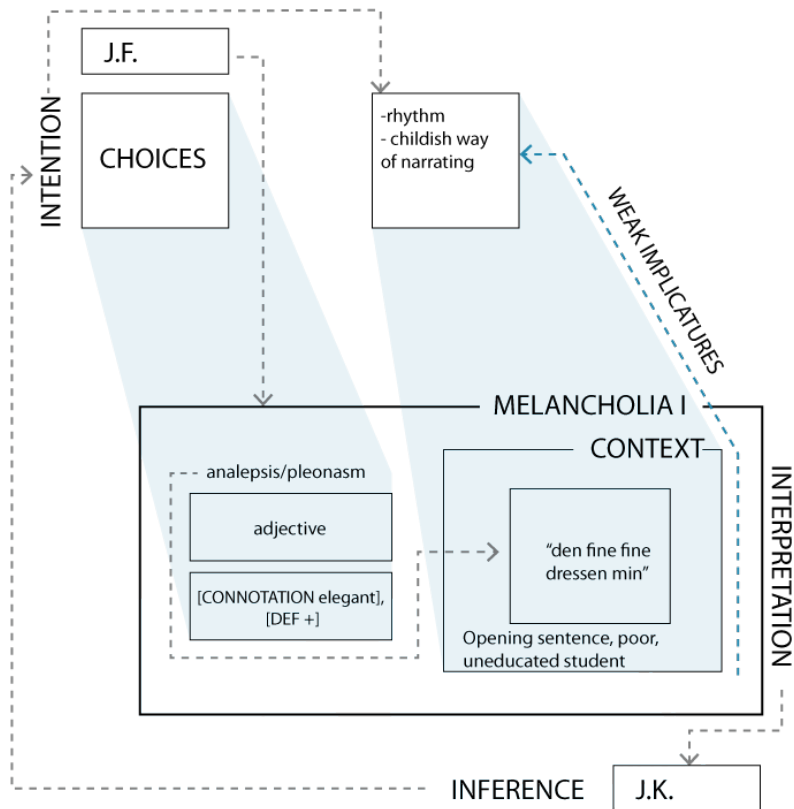 J.F.
INTENTION
CHOICES
-rhythm
- childish way
of narrating
WEAK IMPLICATURES
MELANCHOLIA I
CONTEXT
analepsis/pleonasm
adjective
[CONNOTATION elegant],
[DEF +]
“den fine fine
dressen min”
Opening sentence, poor,
uneducated student
INTERPRETATION
INFERENCE
J.K.